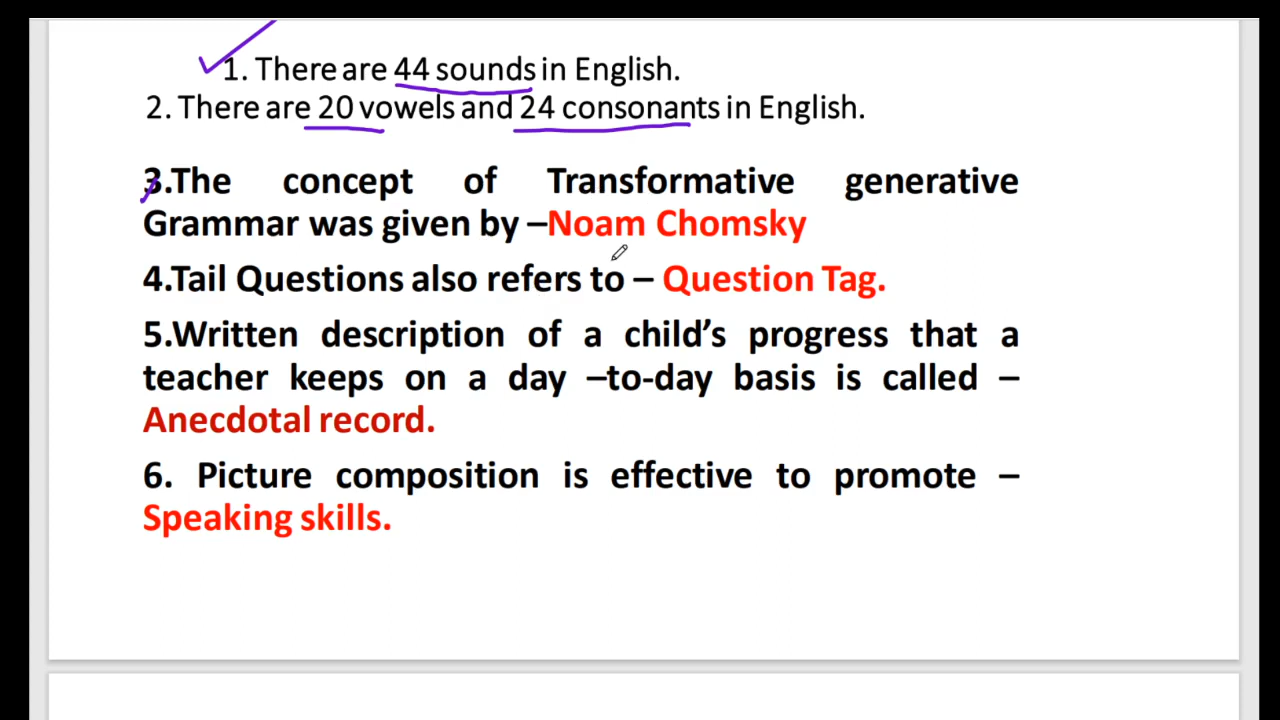 1. There are 44 sounds in English.
2. There are 20 vowels and 24 consonants in English.
3.The concept of Transformative generative
Grammar was given by –Noam Chomsky
4.Tail Questions also refers to – Question Tag.
5.Written description of a child’s progress that a
teacher keeps on a day –to-day basis is called –
Anecdotal record.
6. Picture composition is effective to promote –
Speaking skills.